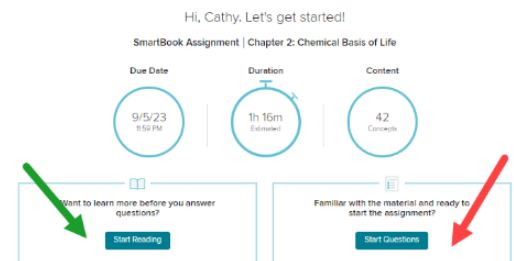 Hi, Cathy. Let's get started!
SmartBook Assignment | Chapter 2: Chemical Basis of Life
Due Date
Duration
Content
9/5/23
11:59 PM
1h 16m
Estimated
42
Concepts
Want to learn more before you answer
questions?
Start Reading
Familiar with the material and ready to
start the assignment?
Start Questions